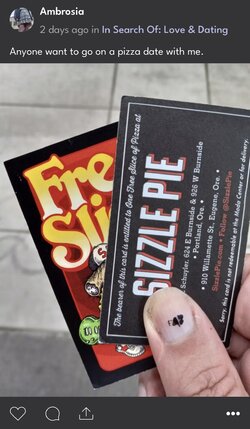 Ambrosia
2 days ago in In Search Of: Love & Dating
Anyone want to go on a pizza date with me.
Free
Sli
The bearer of this card is entitled to One Free Slice of Pizza at
SIZZLE PIE
Schuyler, 624 E Burnside & 926 W Burnside
• Portland, Ore. •
• 910 Willamette St., Eugene, Ore. •
SizzlePie.com • Follow @SizzlePie
Sorry, this card is not redeemable at the Moda Center or for delivery.